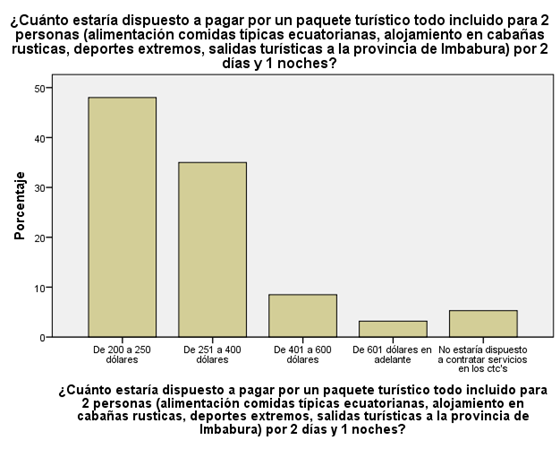 ¿Cuánto estaría dispuesto a pagar por un paquete turístico todo incluido para 2
personas (alimentación comidas típicas ecuatorianas, alojamiento en cabañas
rusticas, deportes extremos, salidas turísticas a la provincia de Imbabura) por 2
días y 1 noches?
Porcentaje
50
40
30
20
10
0
De 200 a 250
dólares
De 251 a 400
dólares
De 401 a 600
dólares
De 601 dólares en
adelante
No estaría dispuesto
a contratar servicios
en los ctc's
¿Cuánto estaría dispuesto a pagar por un paquete turístico todo incluido para
2 personas (alimentación comidas típicas ecuatorianas, alojamiento en
cabañas rusticas, deportes extremos, salidas turísticas a la provincia de
Imbabura) por 2 días y 1 noches?